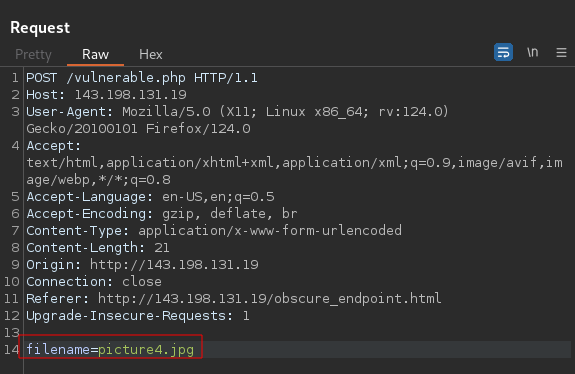 Request
Pretty Raw Hex \n
1 POST /vulnerable.php HTTP/1.1
2 Host: 143.198.131.19
3 User-Agent: Mozilla/5.0 (X11; Linux x86_64; rv:124.0)
Gecko/20100101 Firefox/124.0
4 Accept:
text/html,application/xhtml+xml,application/xml;q=0.9,image/avif,im
age/webp,*/*;q=0.8
5 Accept-Language: en-US,en;q=0.5
6 Accept-Encoding: gzip, deflate, br
7 Content-Type: application/x-www-form-urlencoded
8 Content-Length: 21
9 Origin: http://143.198.131.19
10 Connection: close
11 Referer: http://143.198.131.19/obscure_endpoint.html
12 Upgrade-Insecure-Requests: 1
13
14 filename=picture4.jpg